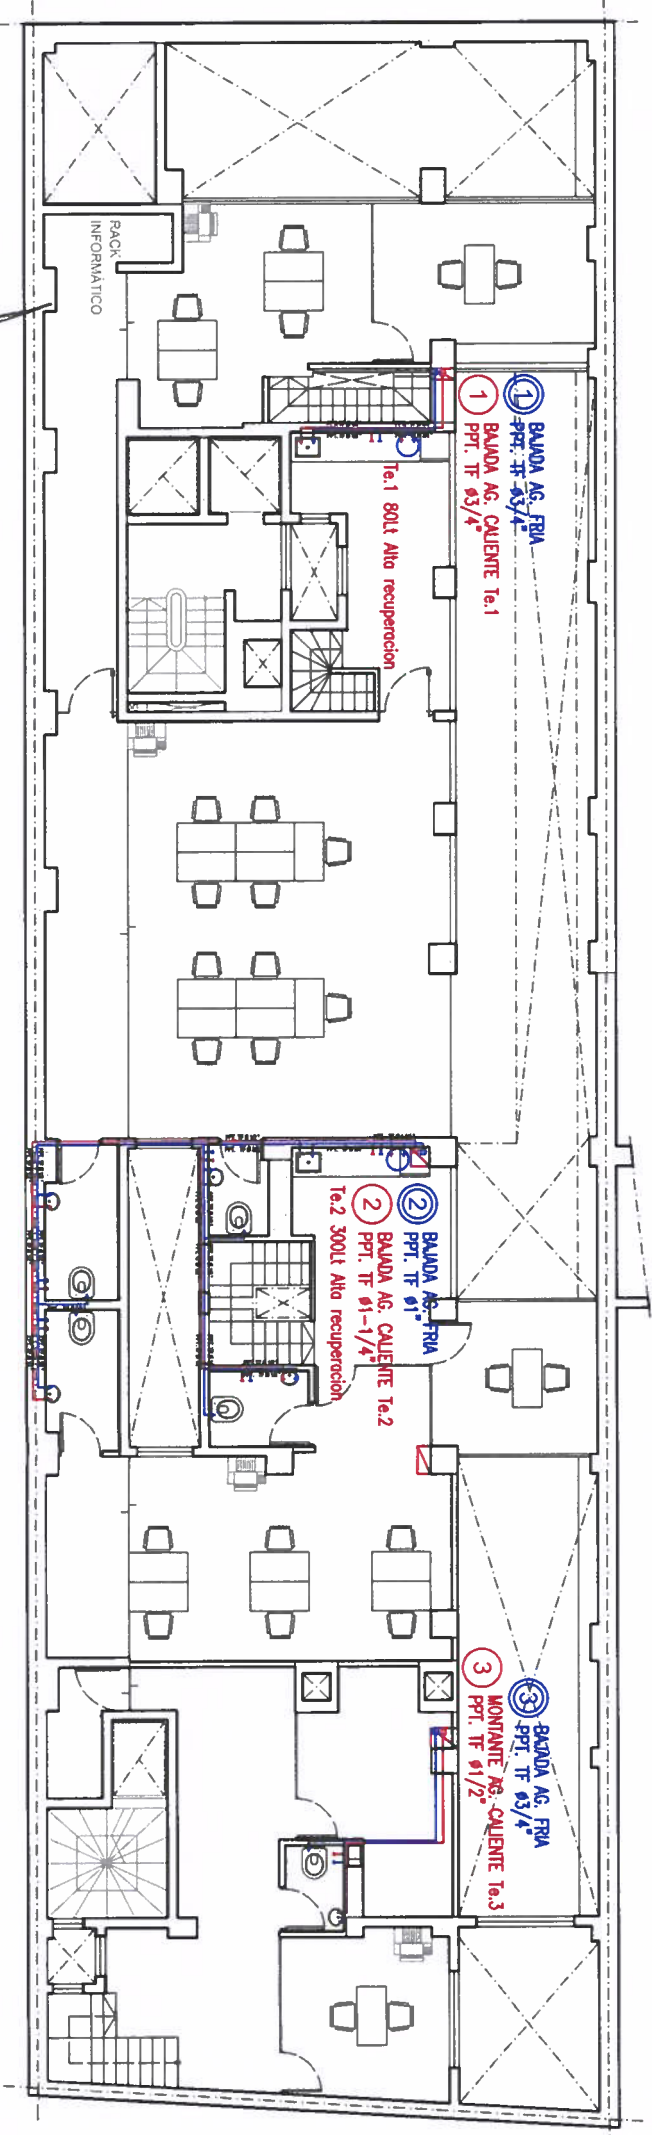 RACK
INFORMÁTICO
1
BAJADA AG. FRIA
PPT. TF ø3/4"
1
BAJADA AG. CALIENTE Te.1
PPT. TF ø3/4"
Te.1 80Lt Alta recuperacion
2
BAJADA AG. FRIA
PPT. TF ø1"
2
BAJADA AG. CALIENTE Te.2
PPT. TF ø1-1/4"
Te.2 300Lt Alta recuperacion
3
BAJADA AG. FRIA
PPT. TF ø3/4"
3
MONTANTE AG. CALIENTE Te.3
PPT. TF ø1/2"